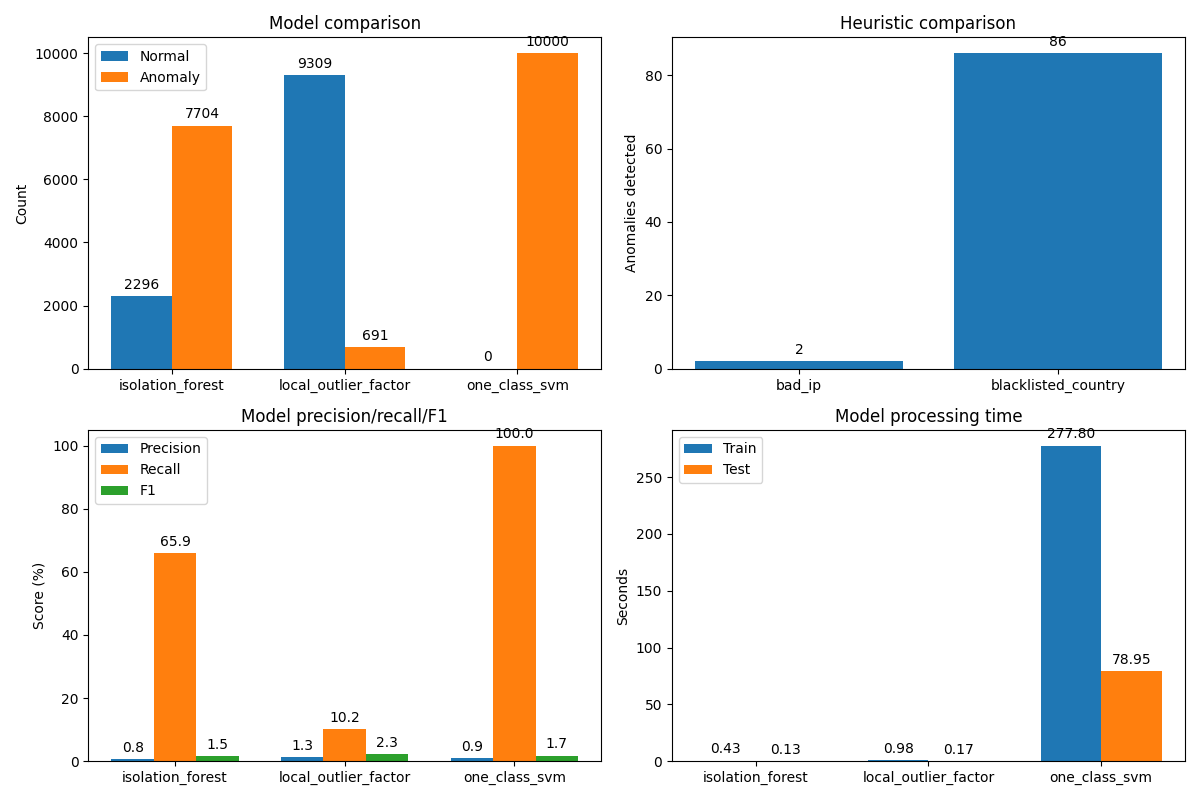 Model comparison
Normal
Anomaly
Count
10000
8000
6000
4000
2000
0
2296
7704
9309
691
0
10000
isolation_forest
local_outlier_factor
one_class_svm
Heuristic comparison
Anomalies detected
80
60
40
20
0
2
86
bad_ip
blacklisted_country
Model precision/recall/F1
Precision
Recall
F1
Score (%)
100
80
60
40
20
0
0.8
65.9
1.5
1.3
10.2
2.3
0.9
100.0
1.7
isolation_forest
local_outlier_factor
one_class_svm
Model processing time
Train
Test
Seconds
250
200
150
100
50
0
0.43
0.13
0.98
0.17
277.80
78.95
isolation_forest
local_outlier_factor
one_class_svm